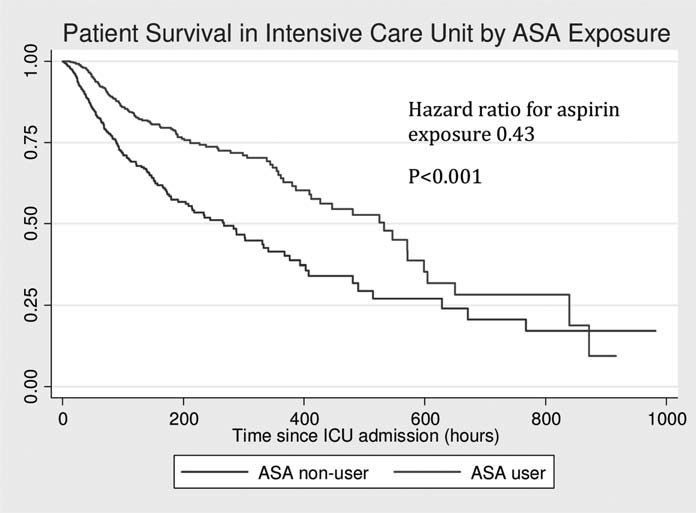 Patient Survival in Intensive Care Unit by ASA Exposure
1.00
0.75
0.50
0.25
0.00
Hazard ratio for aspirin
exposure 0.43
P<0.001
0 200 400 600 800 1000
Time since ICU admission (hours)
ASA non-user ASA user